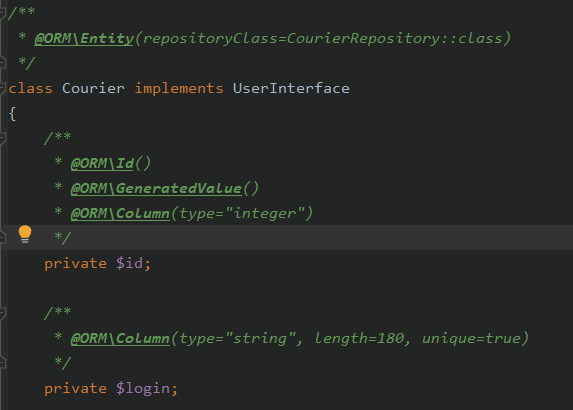 /**
 * @ORM\Entity(repositoryClass=CourierRepository::class)
 */
class Courier implements UserInterface
{
    /**
     * @ORM\Id()
     * @ORM\GeneratedValue()
     * @ORM\Column(type="integer")
     */
    private $id;

    /**
     * @ORM\Column(type="string", length=180, unique=true)
     */
    private $login;